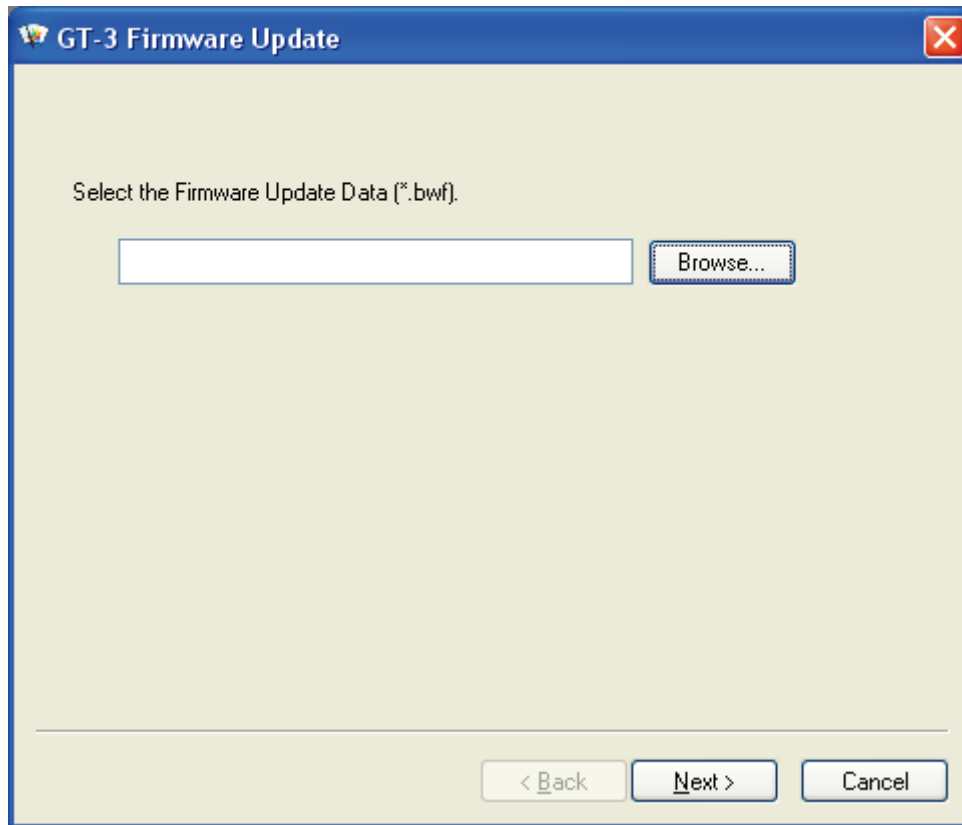 GT-3 Firmware Update
Select the Firmware Update Data (*.bwf).
Browse...
< Back
Next >
Cancel